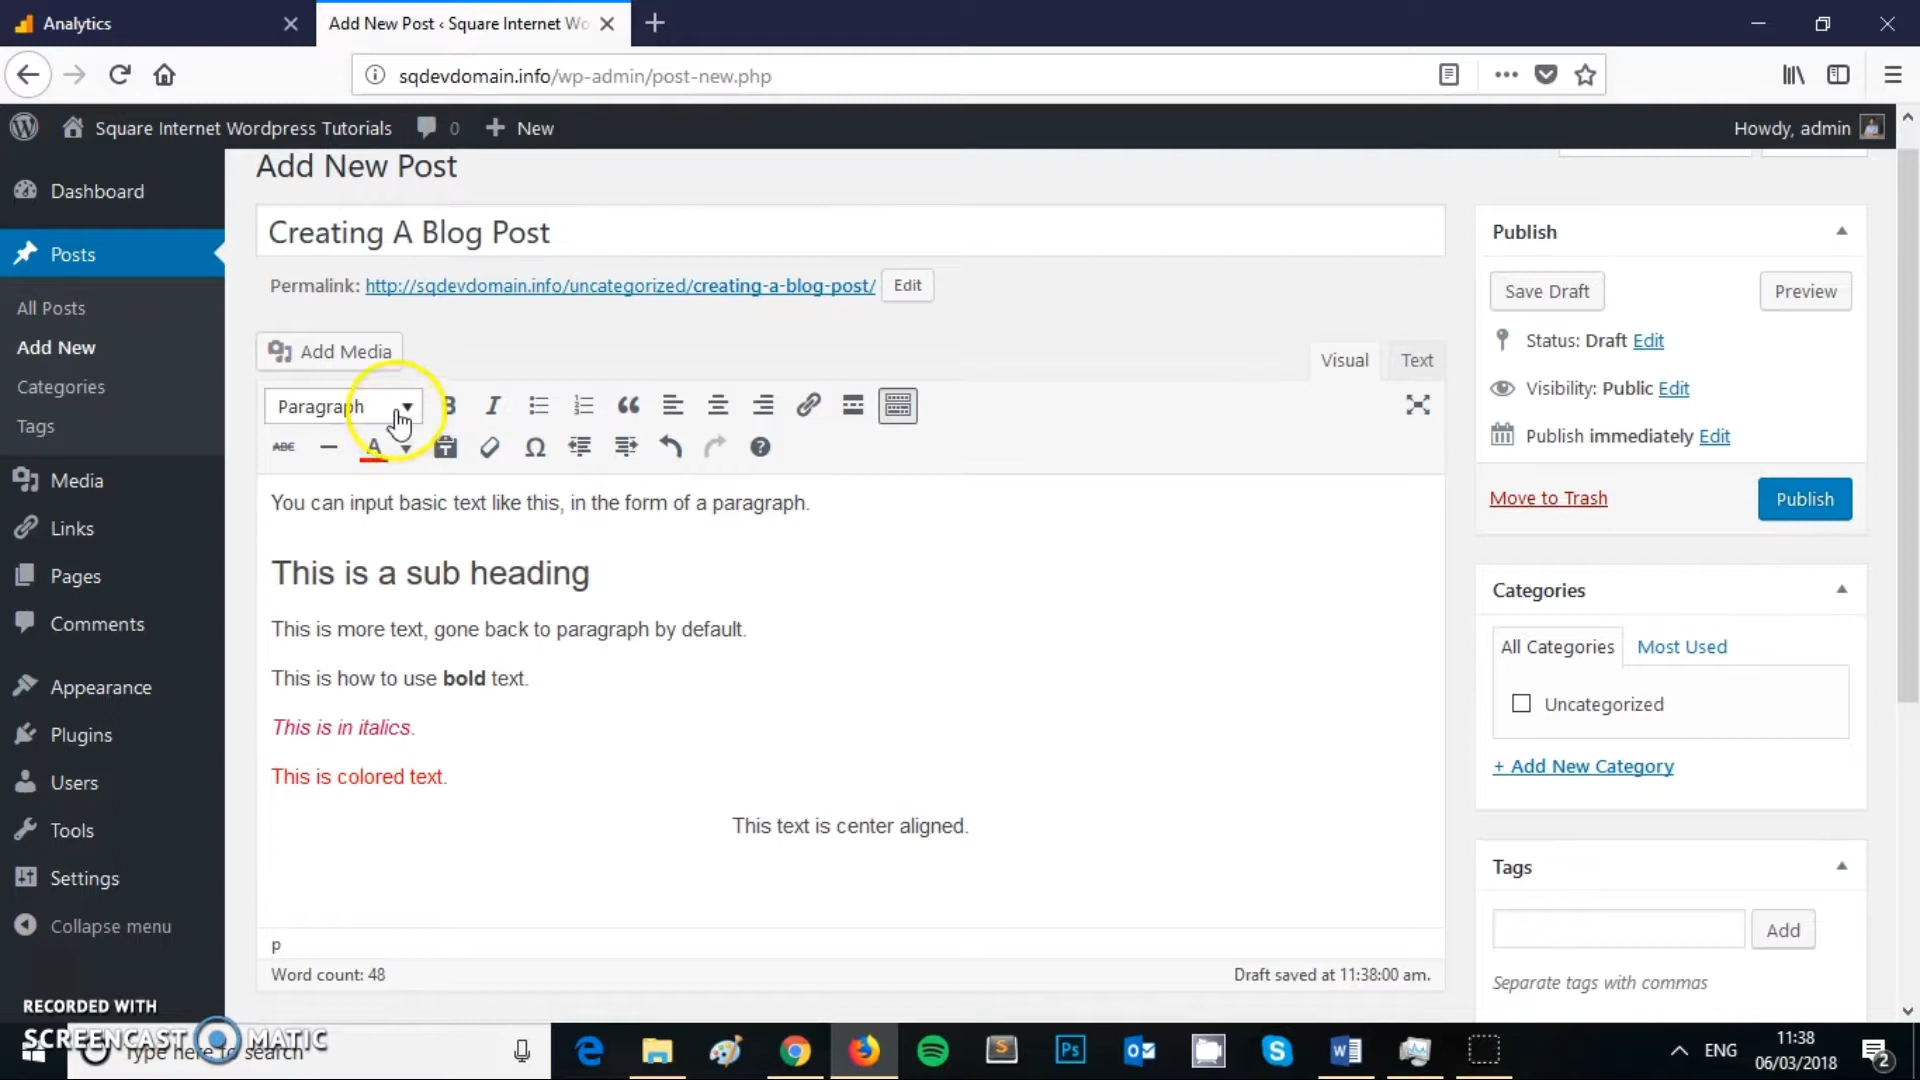 Analytics
Add New Post ‹ Square Internet Wo
sqdevdomain.info/wp-admin/post-new.php
Square Internet Wordpress Tutorials 0 New
Howdy, admin
Dashboard
Posts
All Posts
Add New
Categories
Tags
Media
Links
Pages
Comments
Appearance
Plugins
Users
Tools
Settings
Collapse menu
Add New Post
Creating A Blog Post
Permalink: http://sqdevdomain.info/uncategorized/creating-a-blog-post/ Edit
Add Media
Visual Text
Paragraph B I
ABC A
You can input basic text like this, in the form of a paragraph.
This is a sub heading
This is more text, gone back to paragraph by default.
This is how to use bold text.
This is in italics.
This is colored text.
This text is center aligned.
p
Word count: 48
Draft saved at 11:38:00 am.
Publish
Save Draft Preview
Status: Draft Edit
Visibility: Public Edit
Publish immediately Edit
Move to Trash Publish
Categories
All Categories Most Used
Uncategorized
+ Add New Category
Tags
Add
Separate tags with commas
RECORDED WITH
SCREENCAST MATIC
Type here to search
S Ps
ENG
11:38
06/03/2018
2